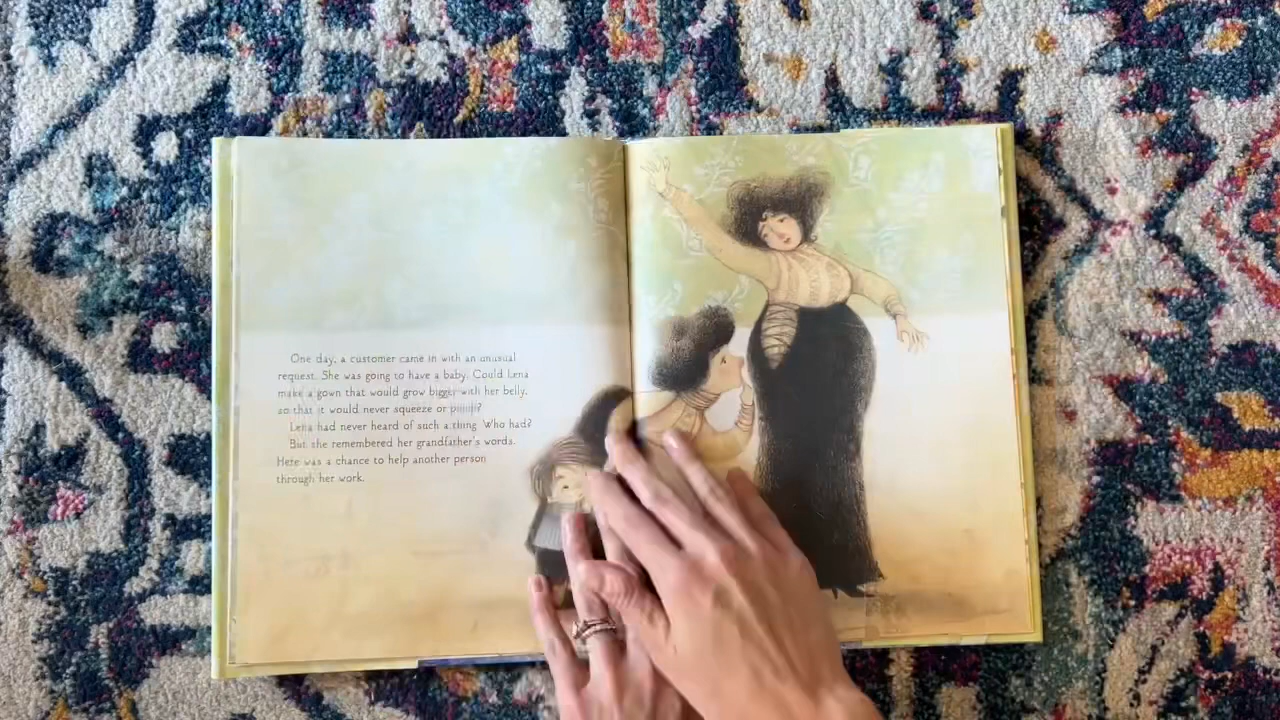 One day, a customer came in with an unusual
request. She was going to have a baby. Could Lena
make a gown that would grow bigger with her belly,
so that it would never squeeze or pinch?
Lena had never heard of such a thing. Who had?
But she remembered her grandfather's words.
Here was a chance to help another person
through her work.